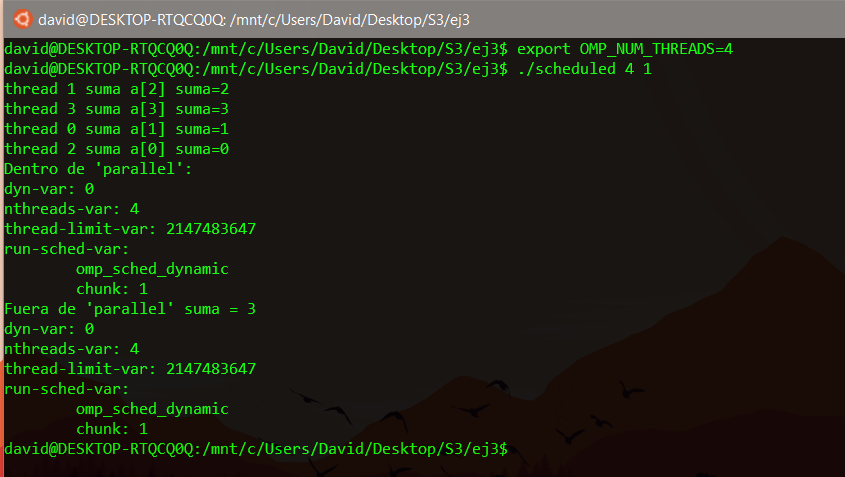 david@DESKTOP-RTQCQ0Q: /mnt/c/Users/David/Desktop/S3/ej3
david@DESKTOP-RTQCQ0Q:/mnt/c/Users/David/Desktop/S3/ej3$ export OMP_NUM_THREADS=4
david@DESKTOP-RTQCQ0Q:/mnt/c/Users/David/Desktop/S3/ej3$ ./scheduled 4 1
thread 1 suma a[2] suma=2
thread 3 suma a[3] suma=3
thread 0 suma a[1] suma=1
thread 2 suma a[0] suma=0
Dentro de 'parallel':
dyn-var: 0
nthreads-var: 4
thread-limit-var: 2147483647
run-sched-var:
        omp_sched_dynamic
        chunk: 1
Fuera de 'parallel' suma = 3
dyn-var: 0
nthreads-var: 4
thread-limit-var: 2147483647
run-sched-var:
        omp_sched_dynamic
        chunk: 1
david@DESKTOP-RTQCQ0Q:/mnt/c/Users/David/Desktop/S3/ej3$